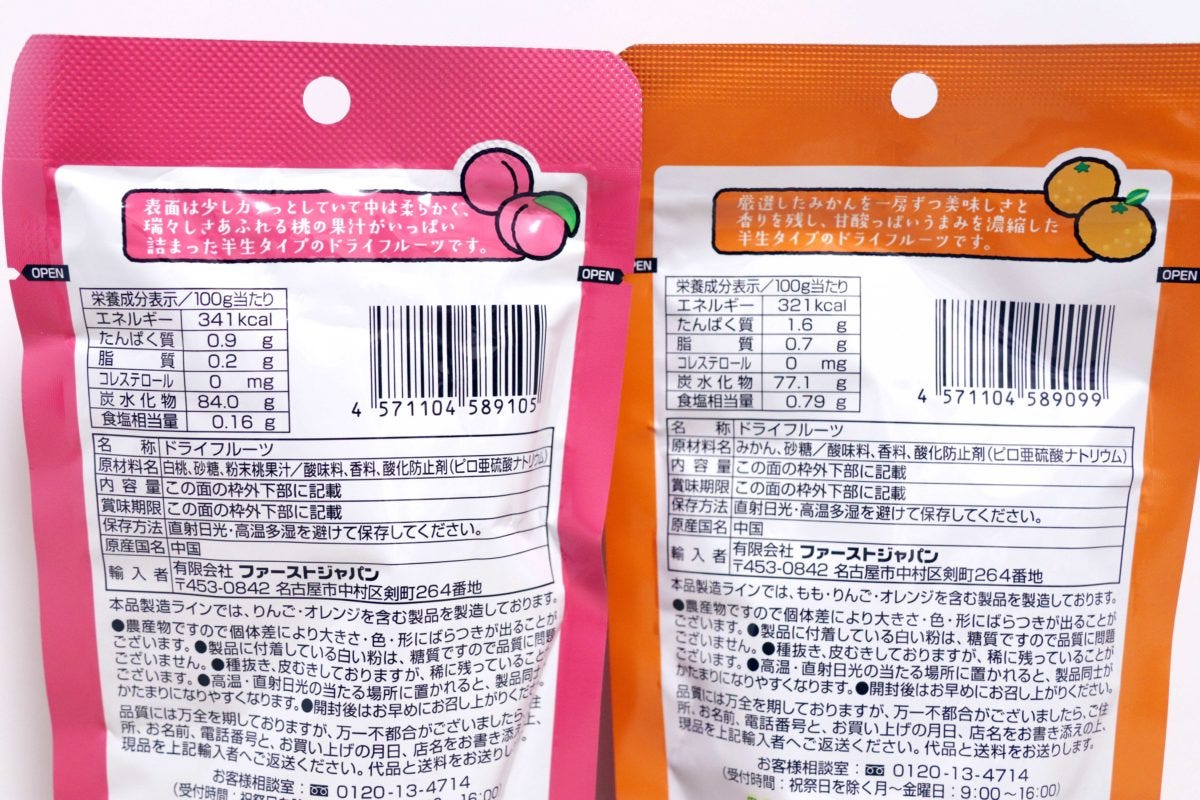 表面は少しカリっとしていて中は柔らかく、
瑞々しさあふれる桃の果汁がいっぱい
詰まった半生タイプのドライフルーツです。
OPEN
OPEN
栄養成分表示/100g当たり
エネルギー 341kcal
たんぱく質 0.9 g
脂質 0.2 g
コレステロール 0 mg
炭水化物 84.0 g
食塩相当量 0.16 g
4 571104 589105
名称 ドライフルーツ
原材料名 白桃、砂糖、粉末桃果汁/酸味料、香料、酸化防止剤(ピロ亜硫酸ナトリウム)
内容量 この面の枠外下部に記載
賞味期限 この面の枠外下部に記載
保存方法 直射日光・高温多湿を避けて保存してください。
原産国名 中国
輸入者 有限会社 ファーストジャパン
〒453-0842 名古屋市中村区剣町264番地
本品製造ラインでは、りんご・オレンジを含む製品を製造しております。
●農産物ですので個体差により大きさ・色・形にばらつきが出ることが
ございます。●製品に付着している白い粉は、糖質ですので品質に問題
ございません。●種抜き、皮むきしておりますが、稀に残っていることが
ございます。●高温・直射日光の当たる場所に置かれると、製品同士が
かたまりになりやすくなります。●開封後はお早めにお召し上がりください。
品質には万全を期しておりますが、万一不都合がございましたら、
所、お名前、電話番号と、お買い上げの月日、店名をお書き添えの上、
現品を上記輸入者へご返送ください。代品と送料をお送りします。
お客様相談室: 0120-13-4714
(受付時間:祝祭日を除く 16:00)
厳選したみかんを一房ずつ美味しさと
香りを残し、甘酸っぱいうまみを濃縮した
半生タイプのドライフルーツです。
PEN
OPEN
栄養成分表示/100g当たり
エネルギー 321kcal
たんぱく質 1.6 g
脂質 0.7 g
コレステロール 0 mg
炭水化物 77.1 g
食塩相当量 0.79 g
4 571104 589099
名称 ドライフルーツ
原材料名 みかん、砂糖/酸味料、香料、酸化防止剤(ピロ亜硫酸ナトリウム)
内容量 この面の枠外下部に記載
賞味期限 この面の枠外下部に記載
保存方法 直射日光・高温多湿を避けて保存してください。
原産国名 中国
輸入者 有限会社 ファーストジャパン
〒453-0842 名古屋市中村区剣町264番地
本品製造ラインでは、もも・りんご・オレンジを含む製品を製造しております。
●農産物ですので個体差により大きさ・色・形にばらつきが出ることが
ございます。●製品に付着している白い粉は、糖質ですので品質に問題
ございません。●種抜き、皮むきしておりますが、稀に残っていることが
ございます。●高温・直射日光の当たる場所に置かれると、製品同士が
かたまりになりやすくなります。●開封後はお早めにお召し上がりください。
品質には万全を期しておりますが、万一不都合がございましたら、ご住
所、お名前、電話番号と、お買い上げの月日、店名をお書き添えの上、
現品を上記輸入者へご返送ください。代品と送料をお送りします。
お客様相談室: 0120-13-4714
(受付時間:祝祭日を除く月～金曜日:9:00～16:00)